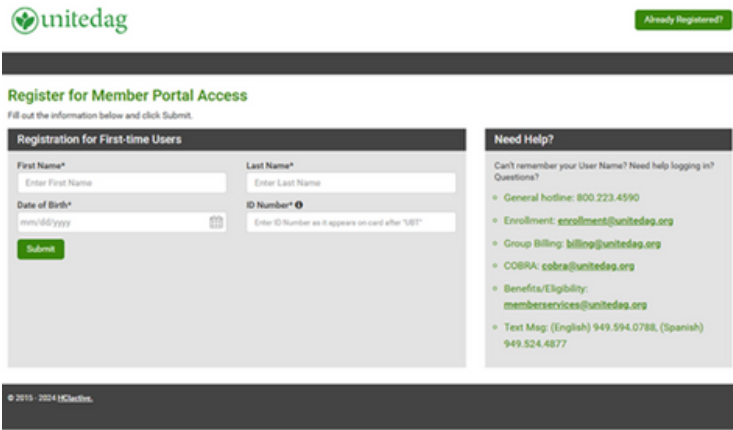 unitedag
Already Registered?
Register for Member Portal Access
Fill out the information below and click Submit.
Registration for First-time Users
First Name*
Last Name*
Enter First Name
Enter Last Name
Date of Birth*
ID Number*
mm/dd/yyyy
Enter ID Number as it appears on card after "UBT"
Submit
Need Help?
Can't remember your User Name? Need help logging in?
Questions?
General hotline: 800.223.4590
Enrollment: enrollment@unitedag.org
Group Billing: billing@unitedag.org
COBRA: cobra@unitedag.org
Benefits/Eligibility:
memberservices@unitedag.org
Text Msg: (English) 949.594.0788, (Spanish)
949.524.4877
© 2015 - 2024 HCIactive.